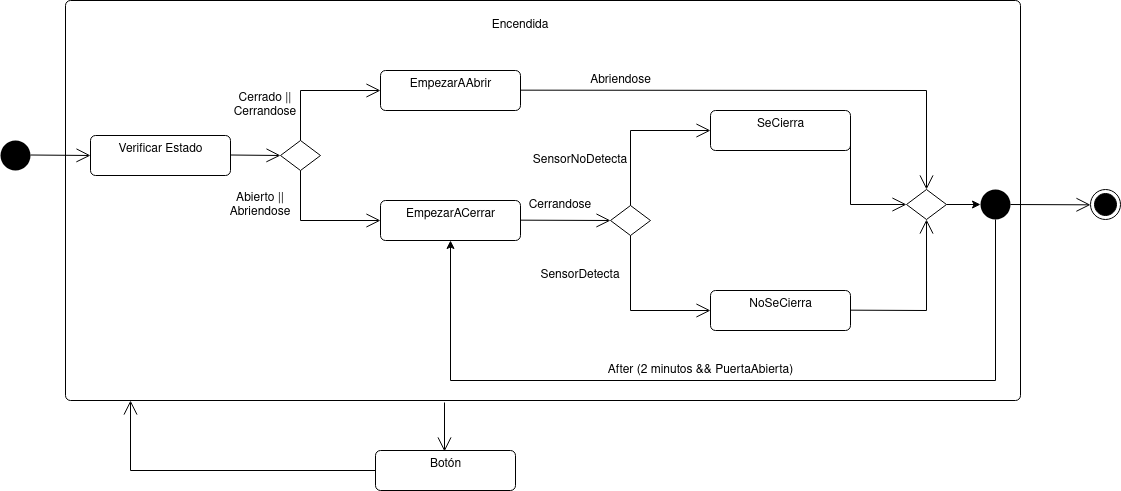 Encendida
EmpezarAAbrir
Abriendose
Cerrado ||
Cerrandose
Verificar Estado
SeCierra
SensorNoDetecta
Abierto ||
Abriendose
EmpezarACerrar
Cerrandose
SensorDetecta
NoSeCierra
After (2 minutos && PuertaAbierta)
Botón